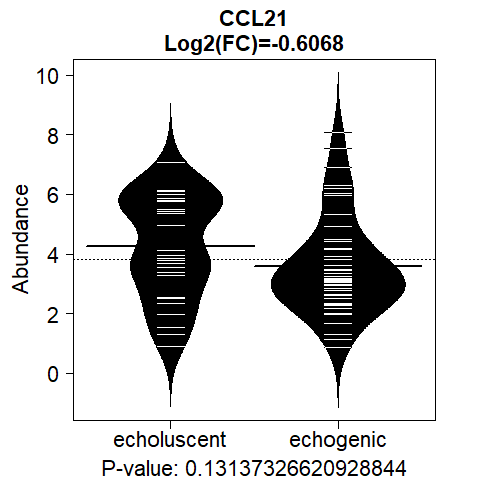 CCL21
Log2(FC)=-0.6068
Abundance
10
8
6
4
2
0
echoluscent echogenic
P-value: 0.13137326620928844